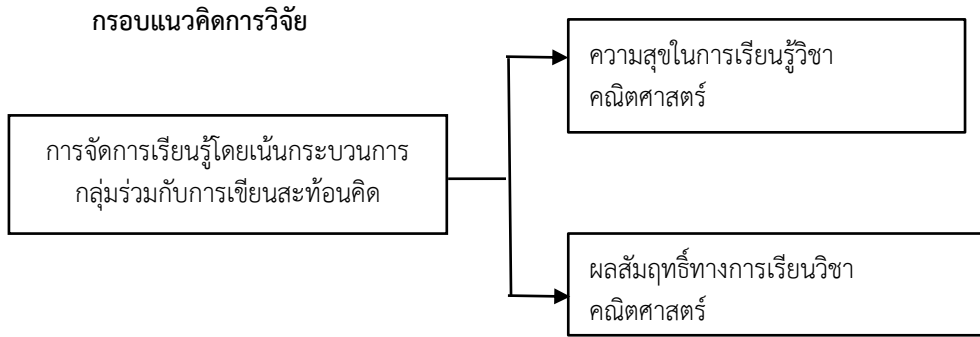 กรอบแนวคิดการวิจัย
ความสุขในการเรียนรู้วิชา
คณิตศาสตร์
การจัดการเรียนรู้โดยเน้นกระบวนการ
กลุ่มร่วมกับการเขียนสะท้อนคิด
ผลสัมฤทธิ์ทางการเรียนวิชา
คณิตศาสตร์